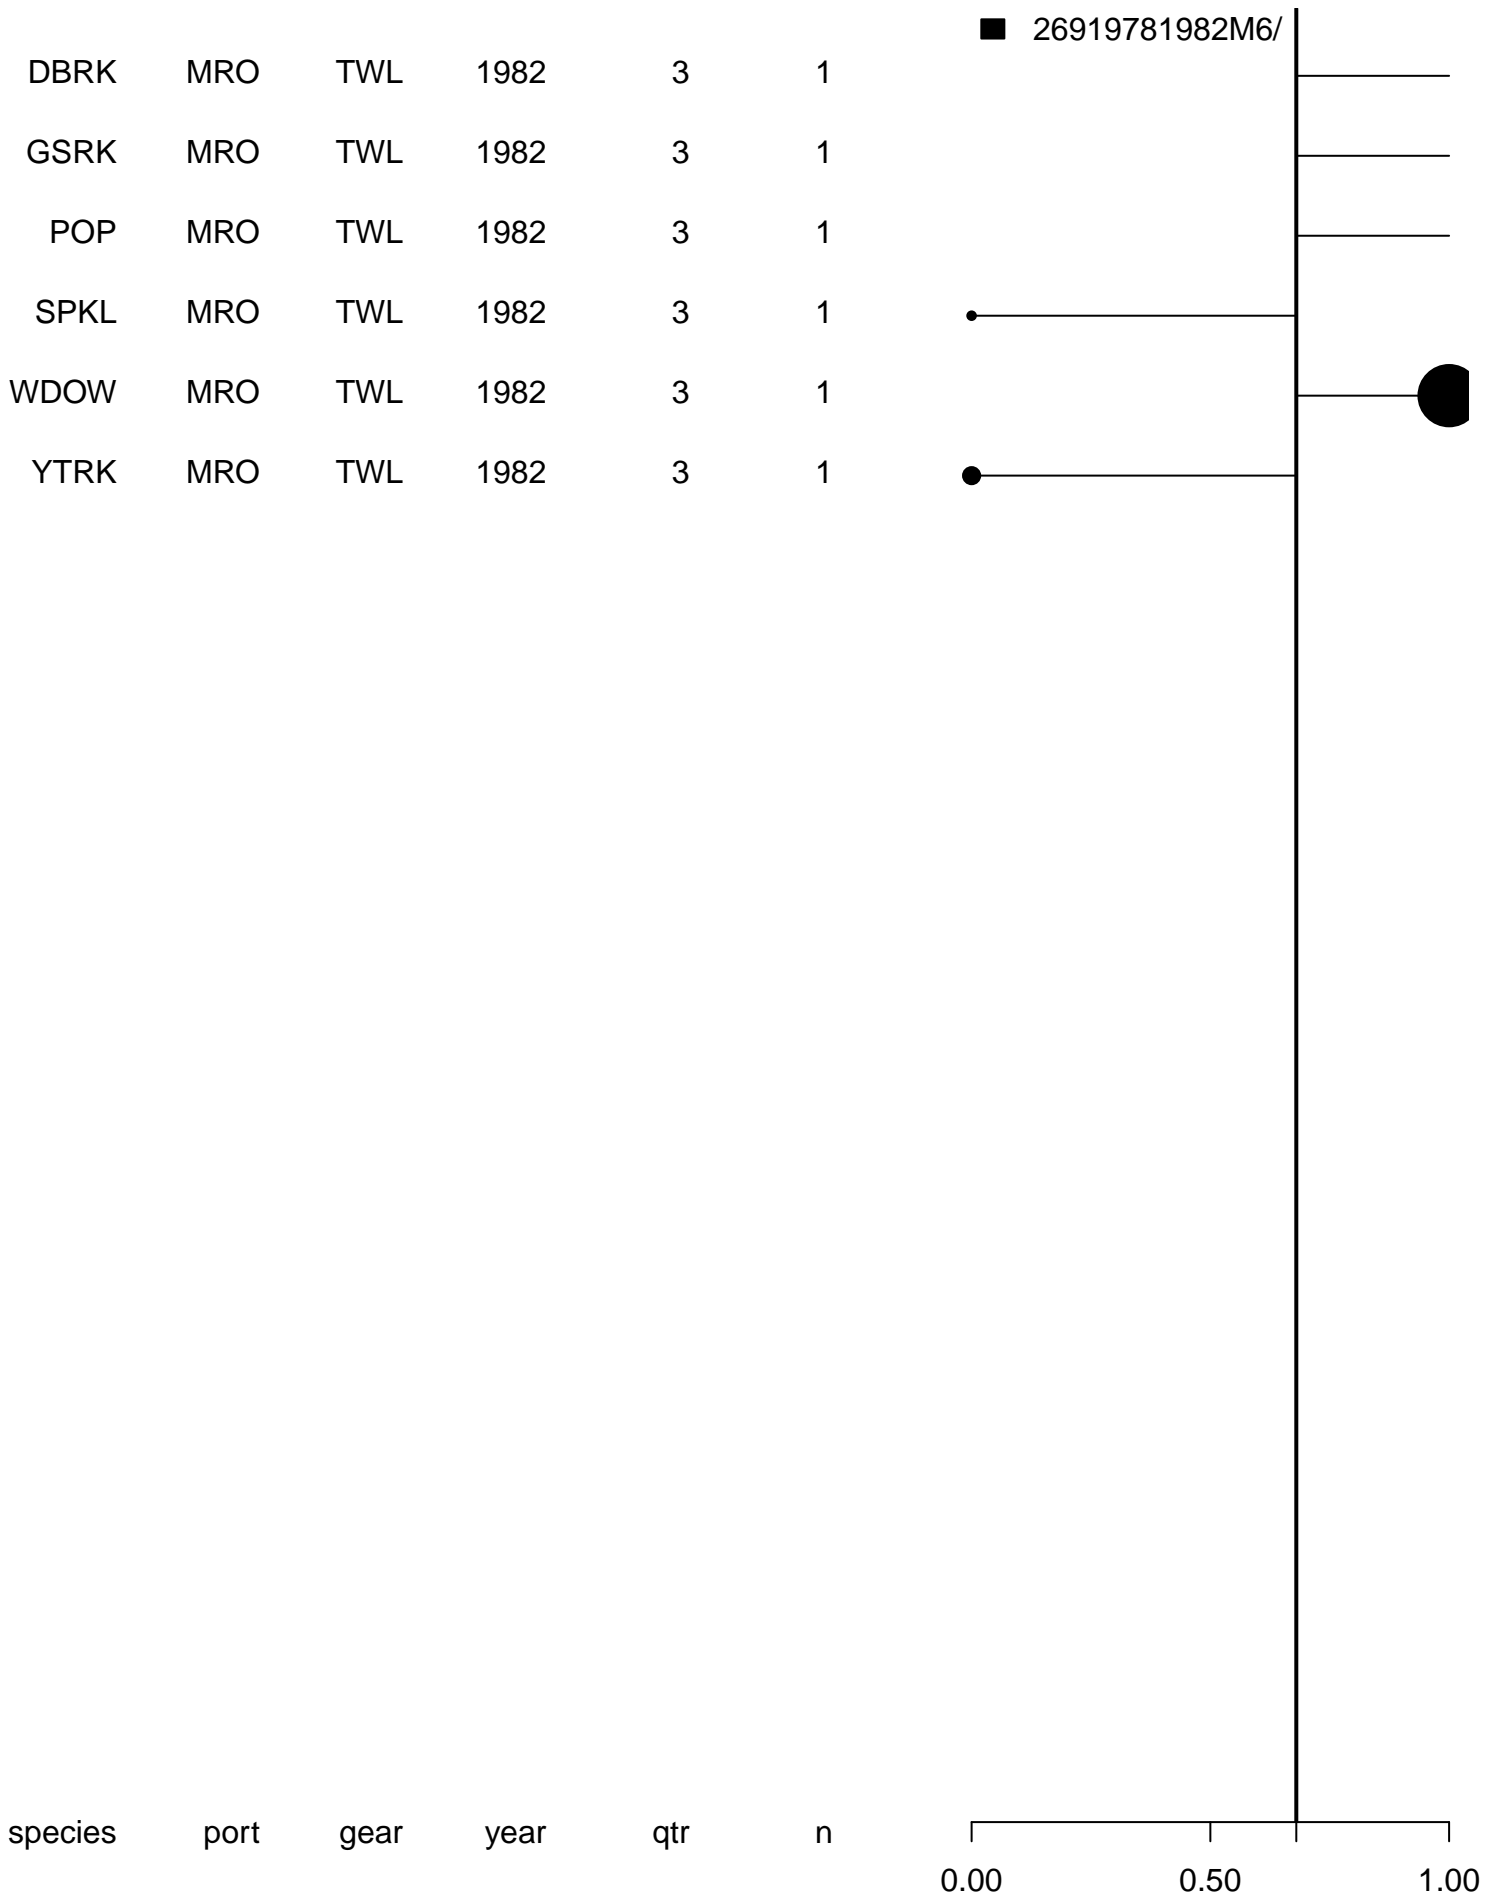 26919781982M6/
DBRK MRO TWL 1982 3 1
GSRK MRO TWL 1982 3 1
POP MRO TWL 1982 3 1
SPKL MRO TWL 1982 3 1
WDOW MRO TWL 1982 3 1
YTRK MRO TWL 1982 3 1
species port gear year qtr n
0.00 0.50 1.00